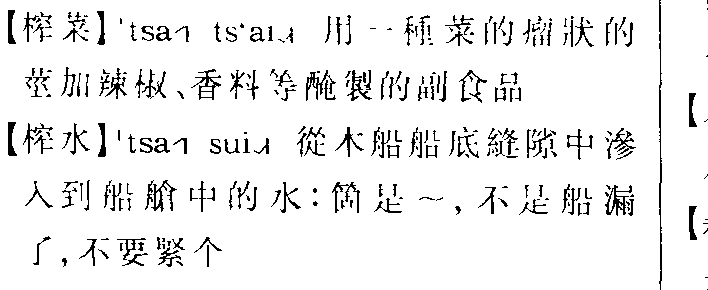 【榨菜】ˈtsa˧ tsʻai˩ 用一種菜的瘤狀的
莖加辣椒、香料等醃製的副食品
【榨水】ˈtsa˧ sui˩ 從木船船底縫隙中滲
入到船艙中的水：箇是～，不是船漏
了，不要緊个